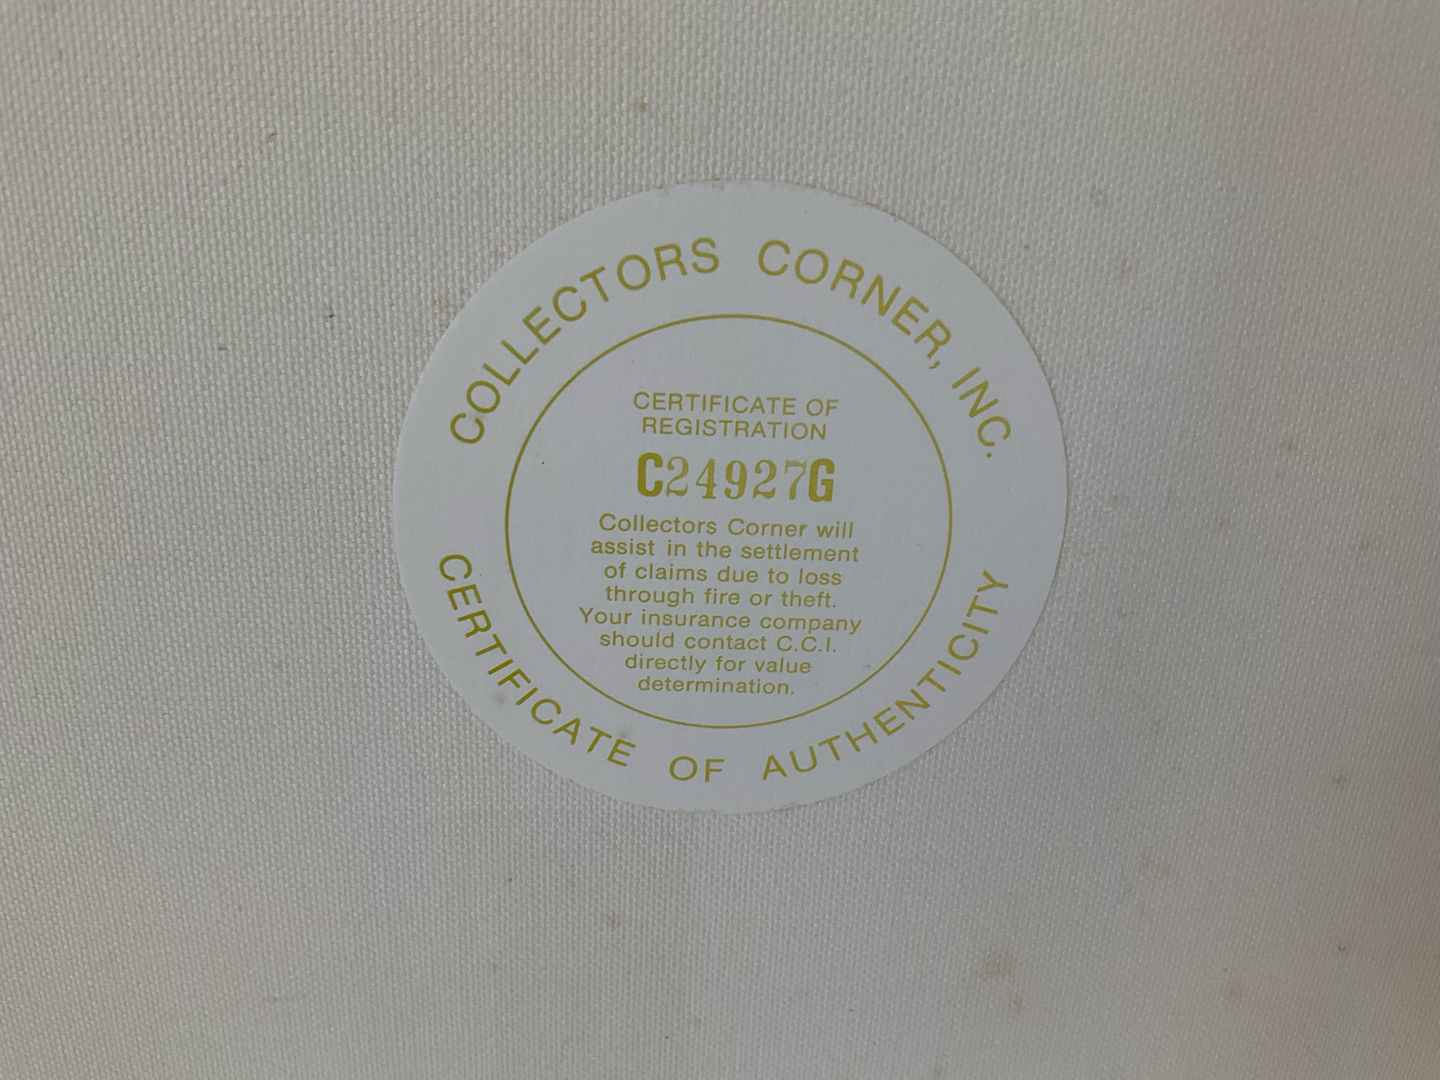 COLLECTORS CORNER, INC.
CERTIFICATE OF
REGISTRATION
C24927G
Collectors Corner will
assist in the settlement
of claims due to loss
through fire or theft.
Your insurance company
should contact C.C.I.
directly for value
determination.
CERTIFICATE OF AUTHENTICITY